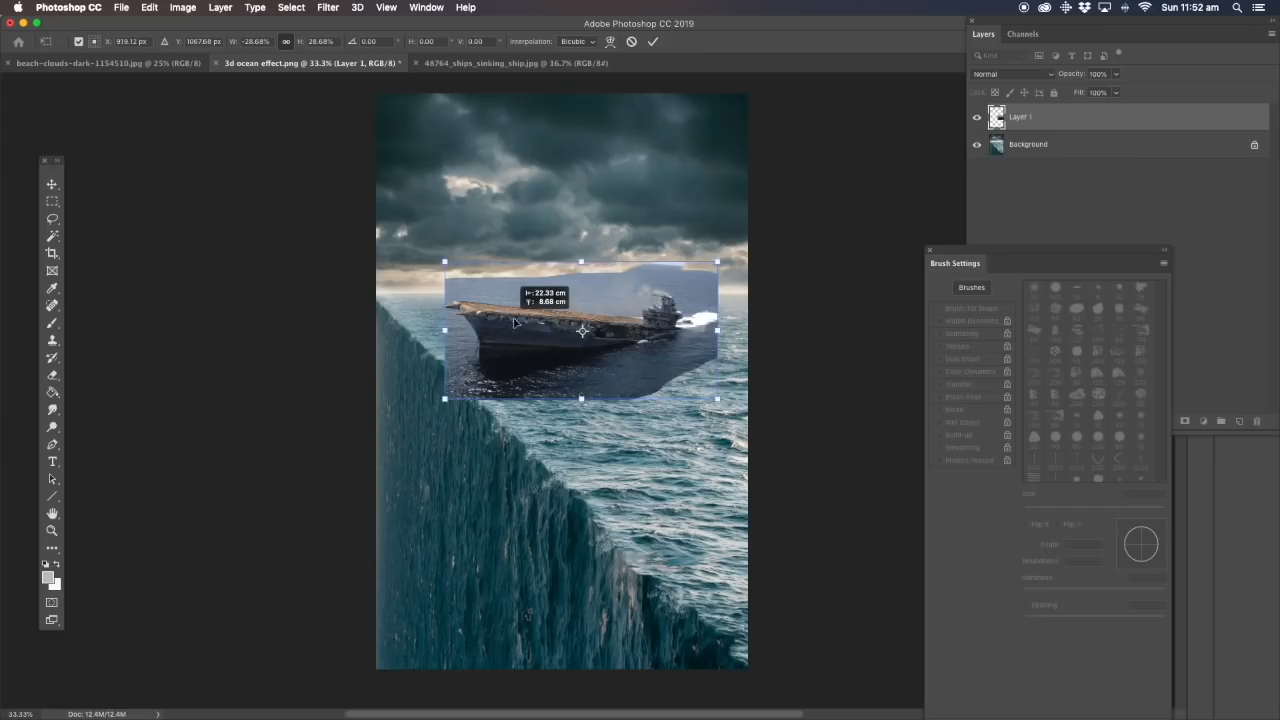 Photoshop CC File Edit Image Layer Type Select Filter 3D View Window Help Sun 11:52 am
Adobe Photoshop CC 2019
X: 919.12 px Y: 1067.68 px W: -28.68% H: 28.68% 0.00 ° H: 0.00 ° V: 0.00 ° Interpolation: Bicubic
beach-clouds-dark-1154510.jpg @ 25% (RGB/8) 3d ocean effect.png @ 33.3% (Layer 1, RGB/8) * 48764_ships_sinking_ship.jpg @ 16.7% (RGB/8#)
Layers Channels
Kind
Normal Opacity: 100%
Lock: Fill: 100%
Layer 1
Background
22.33 cm
8.68 cm
Brush Settings
Brushes
Brush Tip Shape
Shape Dynamics
Scattering
Texture
Dual Brush
Color Dynamics
Transfer
Brush Pose
Noise
Wet Edges
Build-up
Smoothing
Protect Texture
Size
Flip X Flip Y
Angle:
Roundness:
Hardness
Spacing
33.33% Doc: 12.4M/12.4M